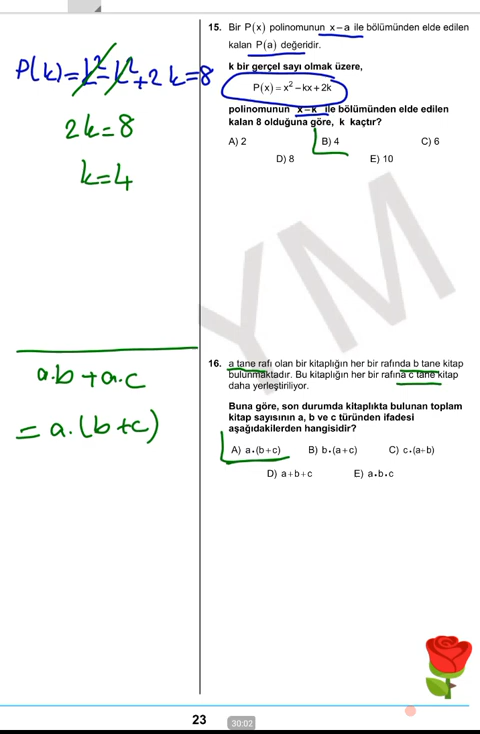 P(k)=k²-k²+2k=8
2k=8
k=4
15. Bir P(x) polinomunun x−a ile bölümünden elde edilen
kalan P(a) değeridir.
k bir gerçel sayı olmak üzere,
P(x)=x²−kx+2k
polinomunun x−k ile bölümünden elde edilen
kalan 8 olduğuna göre, k kaçtır?
A) 2 B) 4 C) 6
D) 8 E) 10
YM
a.b+a.c
= a.(b+c)
16. a tane rafı olan bir kitaplığın her bir rafında b tane kitap
bulunmaktadır. Bu kitaplığın her bir rafına c tane kitap
daha yerleştiriliyor.
Buna göre, son durumda kitaplıkta bulunan toplam
kitap sayısının a, b ve c türünden ifadesi
aşağıdakilerden hangisidir?
A) a•(b+c) B) b•(a+c) C) c•(a+b)
D) a+b+c E) a•b•c
23
30:02